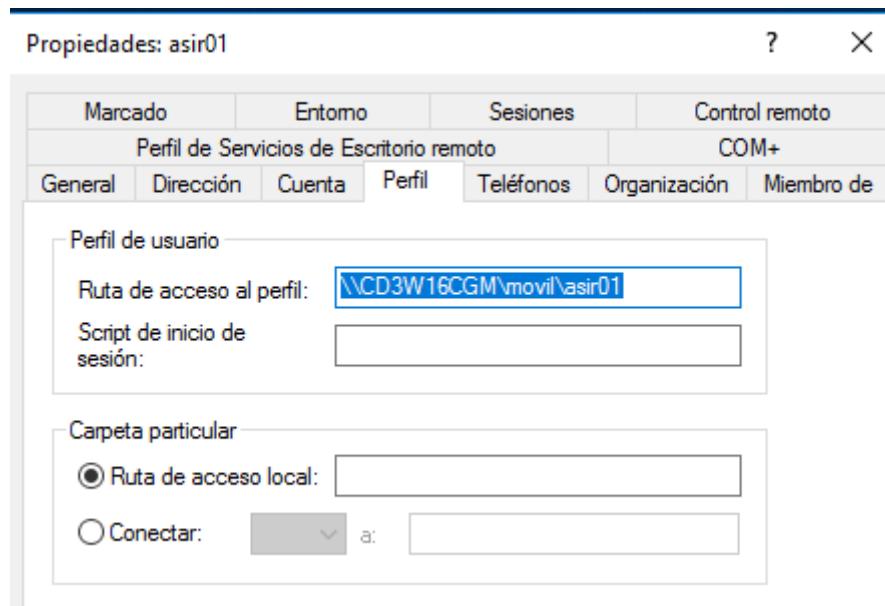 Propiedades: asir01 ?
Marcado Entorno Sesiones Control remoto
Perfil de Servicios de Escritorio remoto COM+
General Dirección Cuenta Perfil Teléfonos Organización Miembro de
Perfil de usuario
Ruta de acceso al perfil: \\CD3W16CGM\movil\asir01
Script de inicio de
sesión:
Carpeta particular
Ruta de acceso local:
Conectar: a: